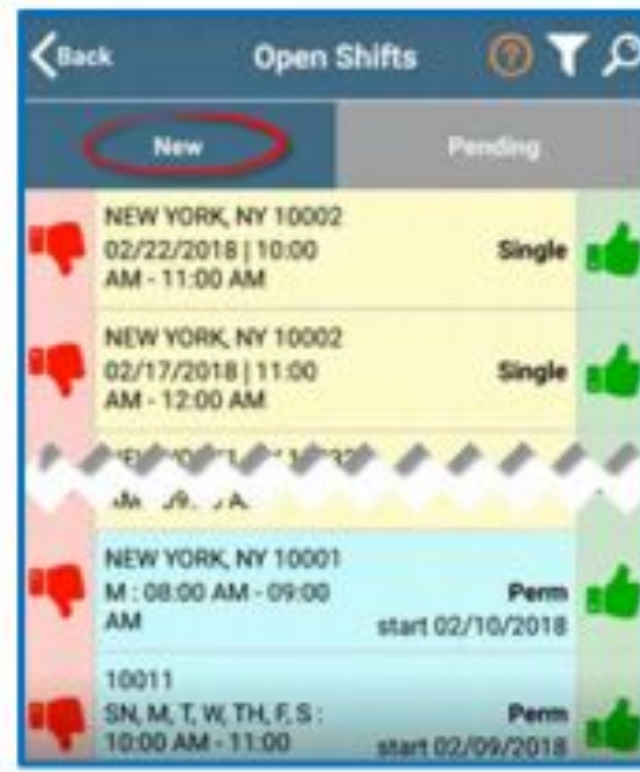 Back
Open Shifts
?
New
Pending
NEW YORK, NY 10002
02/22/2018 | 10:00
AM - 11:00 AM
Single
NEW YORK, NY 10002
02/17/2018 | 11:00
AM - 12:00 AM
Single
NEW YORK, NY 10001
M : 08:00 AM - 09:00
AM
Perm
start 02/10/2018
10011
SN, M, T, W, TH, F, S :
10:00 AM - 11:00
Perm
start 02/09/2018